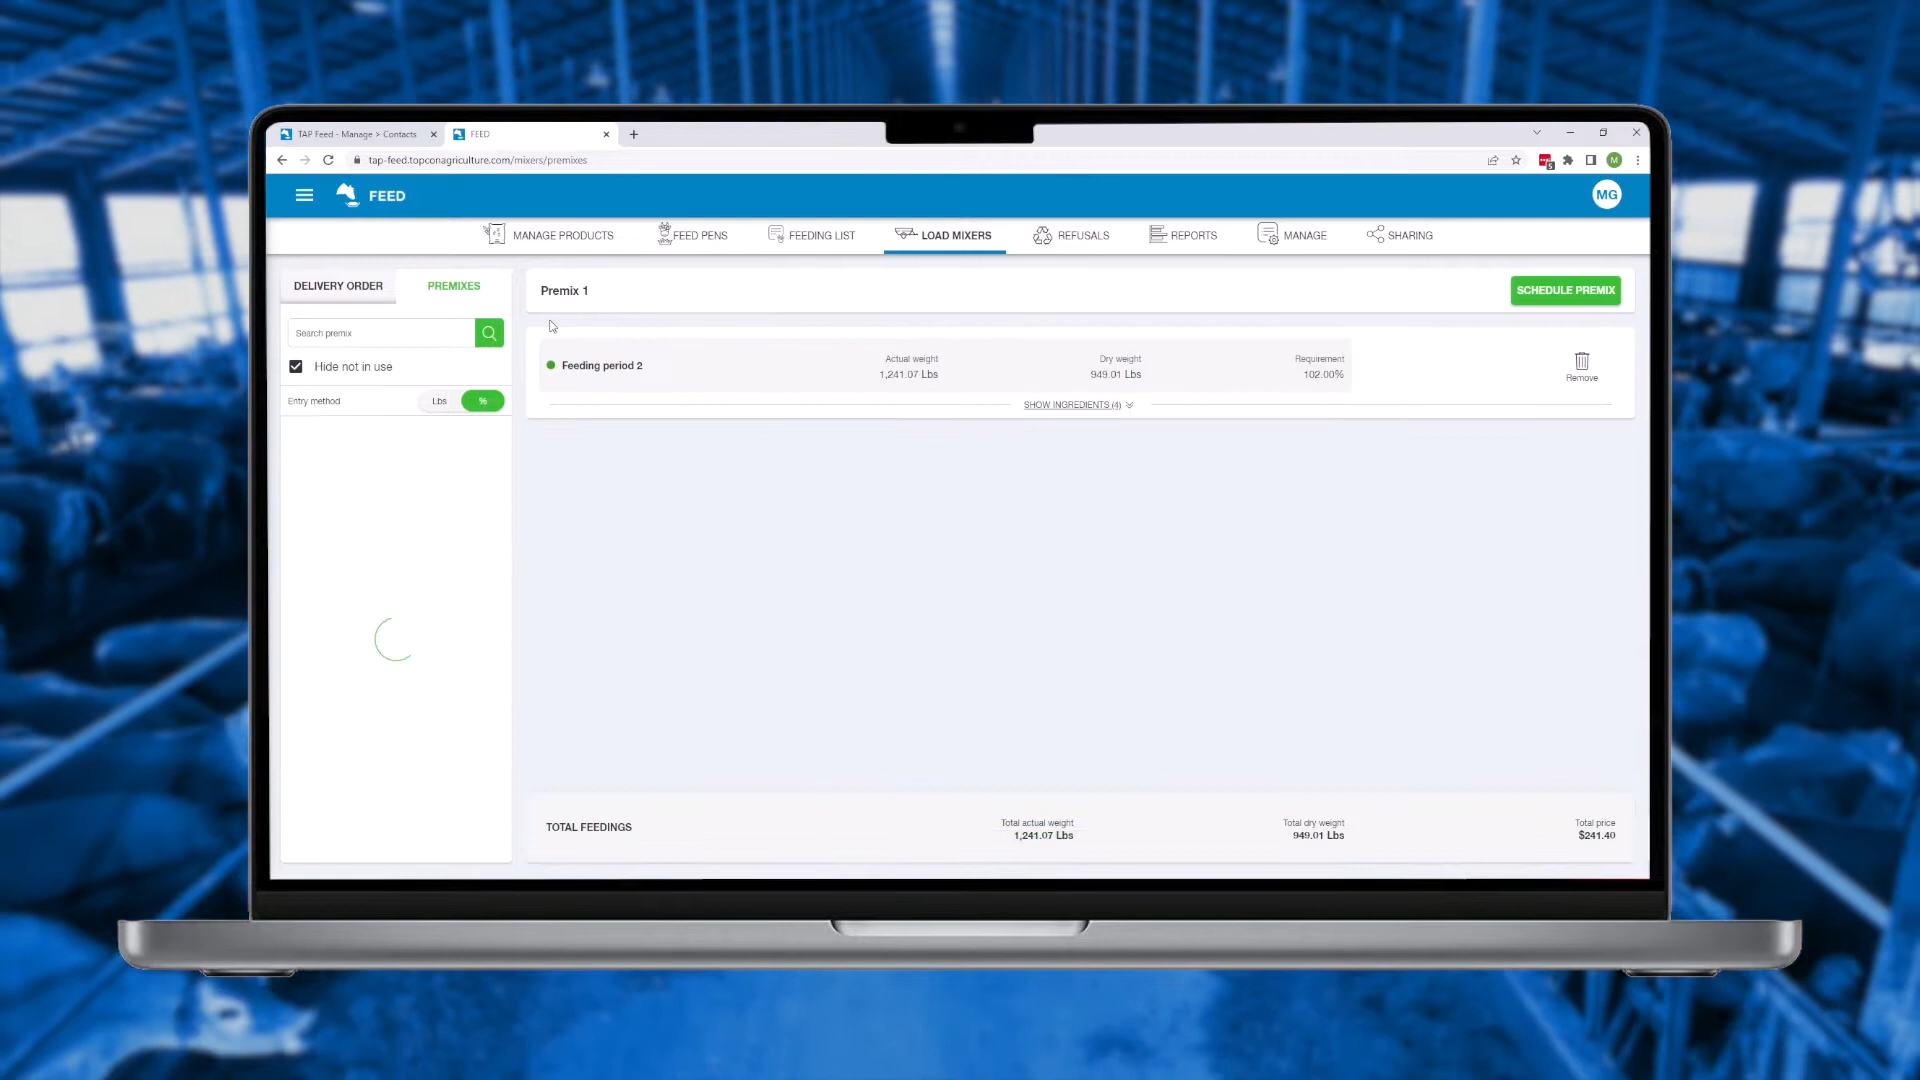 TAP Feed - Manage > Contacts
FEED
tap-feed.topconagriculture.com/mixers/premixes
M
FEED
MG
MANAGE PRODUCTS
FEED PENS
FEEDING LIST
LOAD MIXERS
REFUSALS
REPORTS
MANAGE
SHARING
DELIVERY ORDER
PREMIXES
Premix 1
SCHEDULE PREMIX
Search premix
Hide not in use
Entry method
Lbs
%
Feeding period 2
Actual weight
1,241.07 Lbs
Dry weight
949.01 Lbs
Requirement
102.00%
Remove
SHOW INGREDIENTS (4)
TOTAL FEEDINGS
Total actual weight
1,241.07 Lbs
Total dry weight
949.01 Lbs
Total price
$241.40